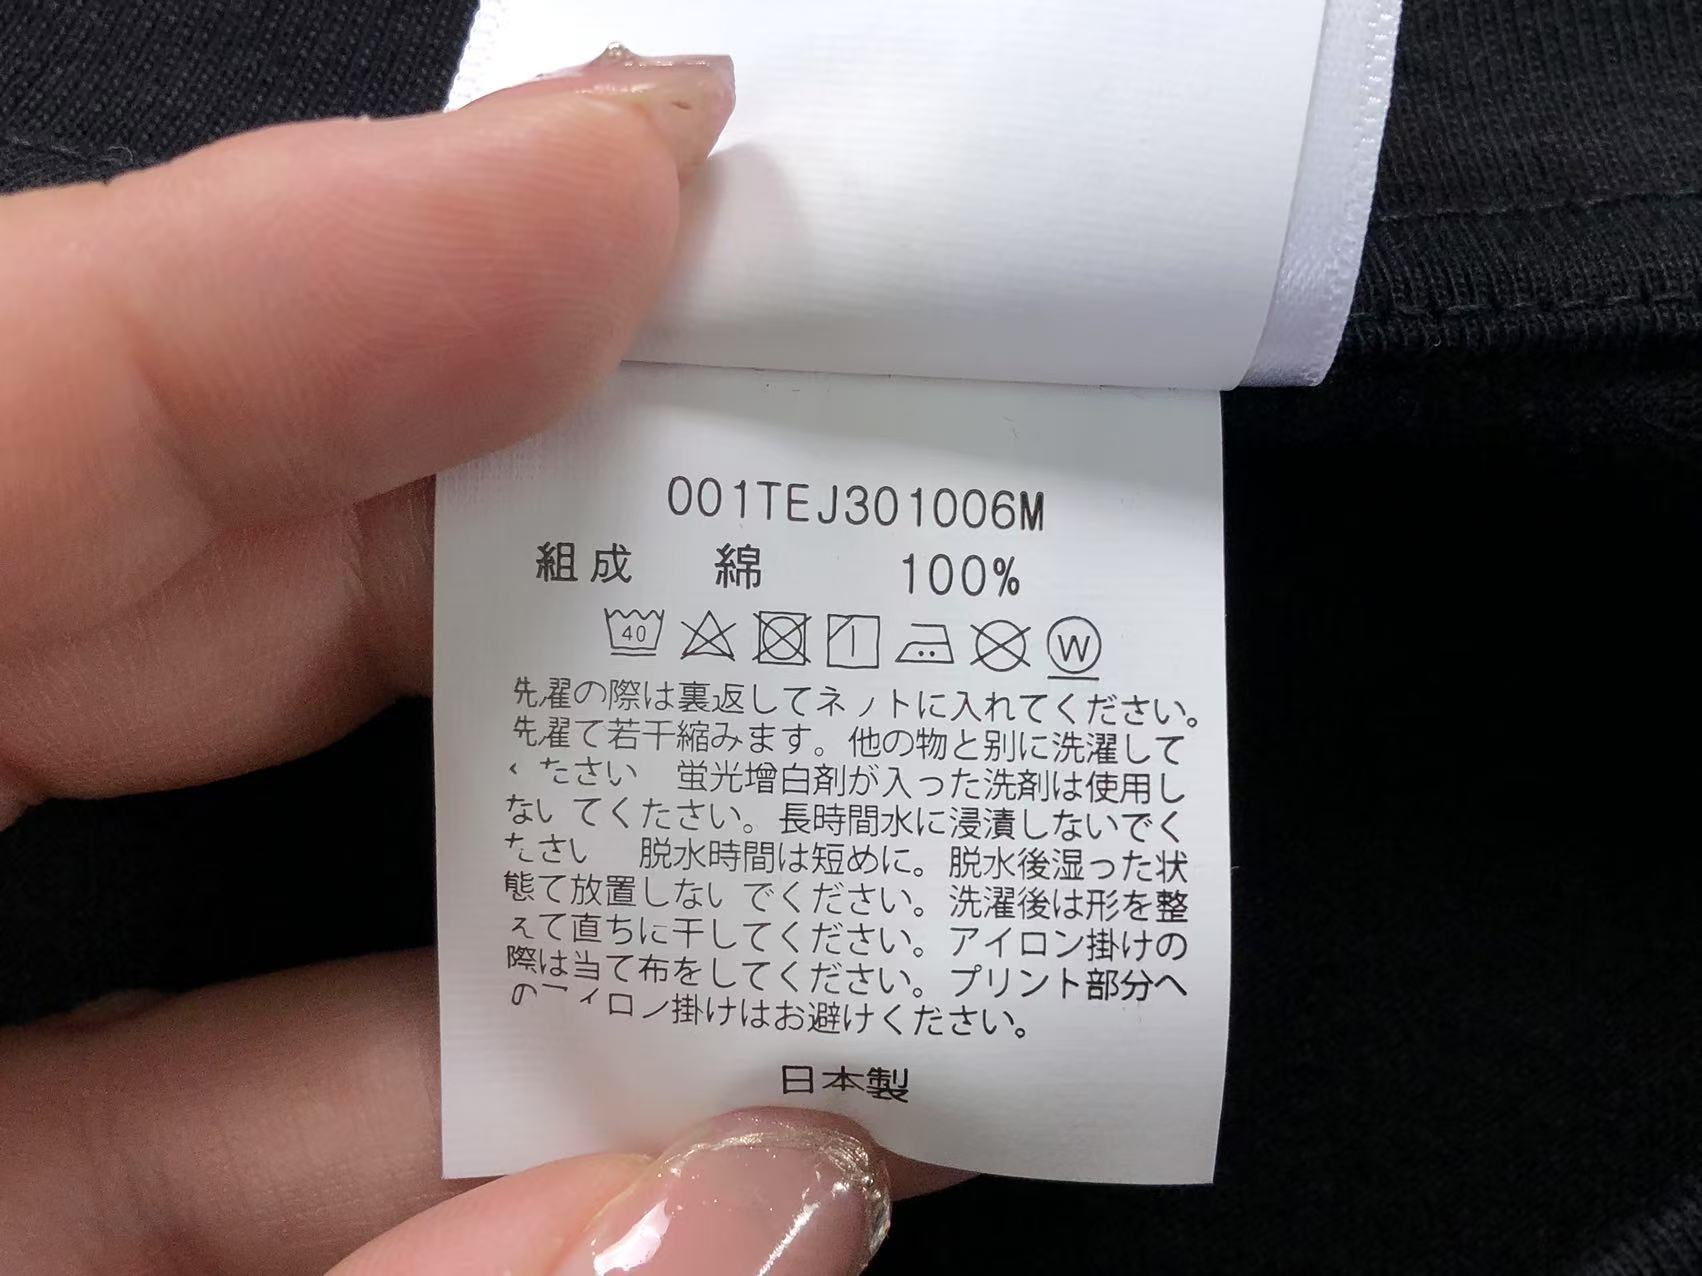 001TEJ301006M
組成 綿 100%
40
W
洗濯の際は裏返してネットに入れてください。
洗濯で若干縮みます。他の物と別に洗濯して
ください 蛍光増白剤が入った洗剤は使用し
ないでください。長時間水に浸漬しないでく
ださい 脱水時間は短めに。脱水後湿った状
態で放置しないでください。洗濯後は形を整
えて直ちに干してください。アイロン掛けの
際は当て布をしてください。プリント部分へ
のアイロン掛けはお避けください。
日本製